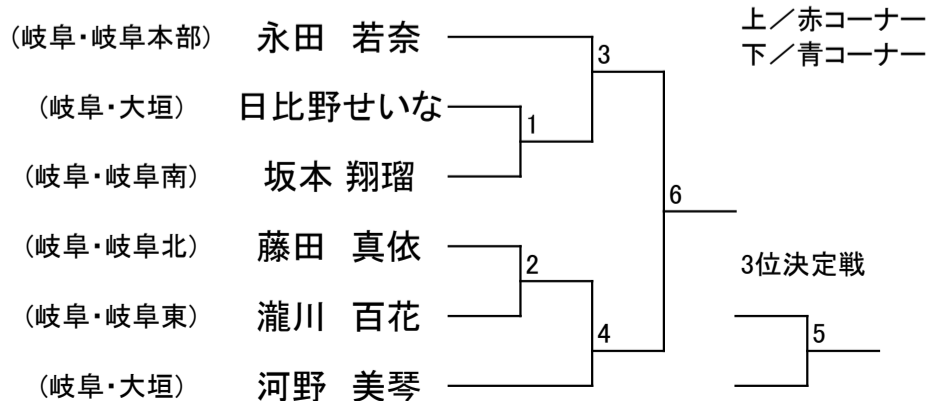 (岐阜・岐阜本部) 永田 若奈
(岐阜・大垣) 日比野せいな
(岐阜・岐阜南) 坂本 翔瑠
(岐阜・岐阜北) 藤田 真依
(岐阜・岐阜東) 瀧川 百花
(岐阜・大垣) 河野 美琴
1
2
3
4
6
上／赤コーナー
下／青コーナー
3位決定戦
5